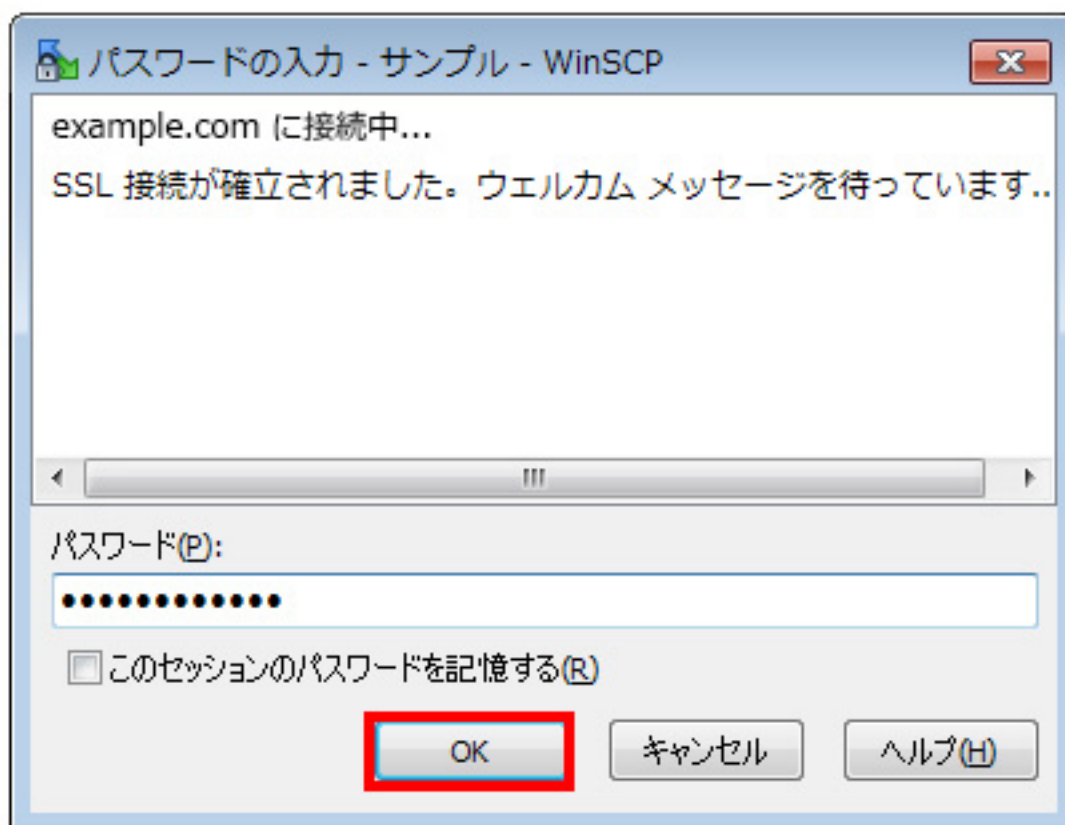 パスワードの入力 - サンプル - WinSCP
example.com に接続中...
SSL 接続が確立されました。ウェルカム メッセージを待っています..
パスワード(P):
●●●●●●●●●●●●
このセッションのパスワードを記憶する(R)
OK キャンセル ヘルプ(H)